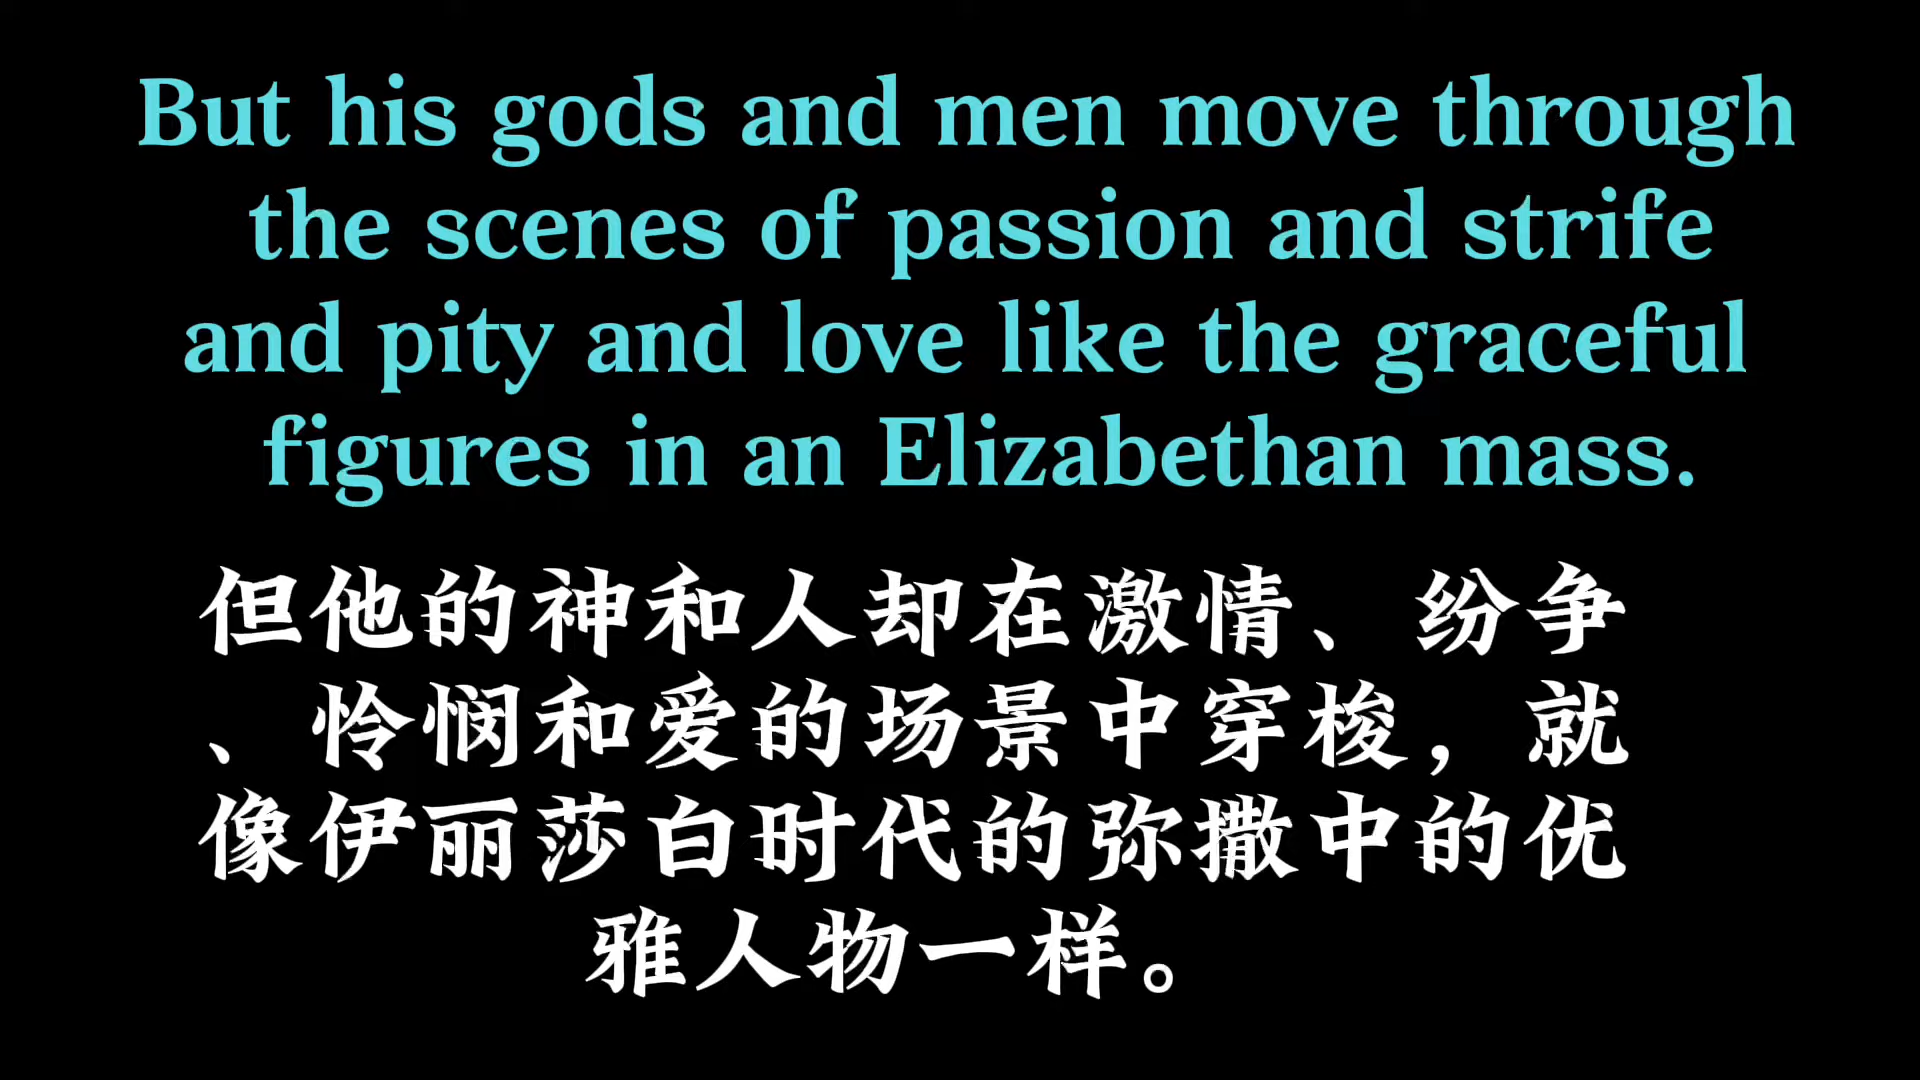 But his gods and men move through
the scenes of passion and strife
and pity and love like the graceful
figures in an Elizabethan mass.
但他的神和人却在激情、纷争
、怜悯和爱的场景中穿梭，就
像伊丽莎白时代的弥撒中的优
雅人物一样。